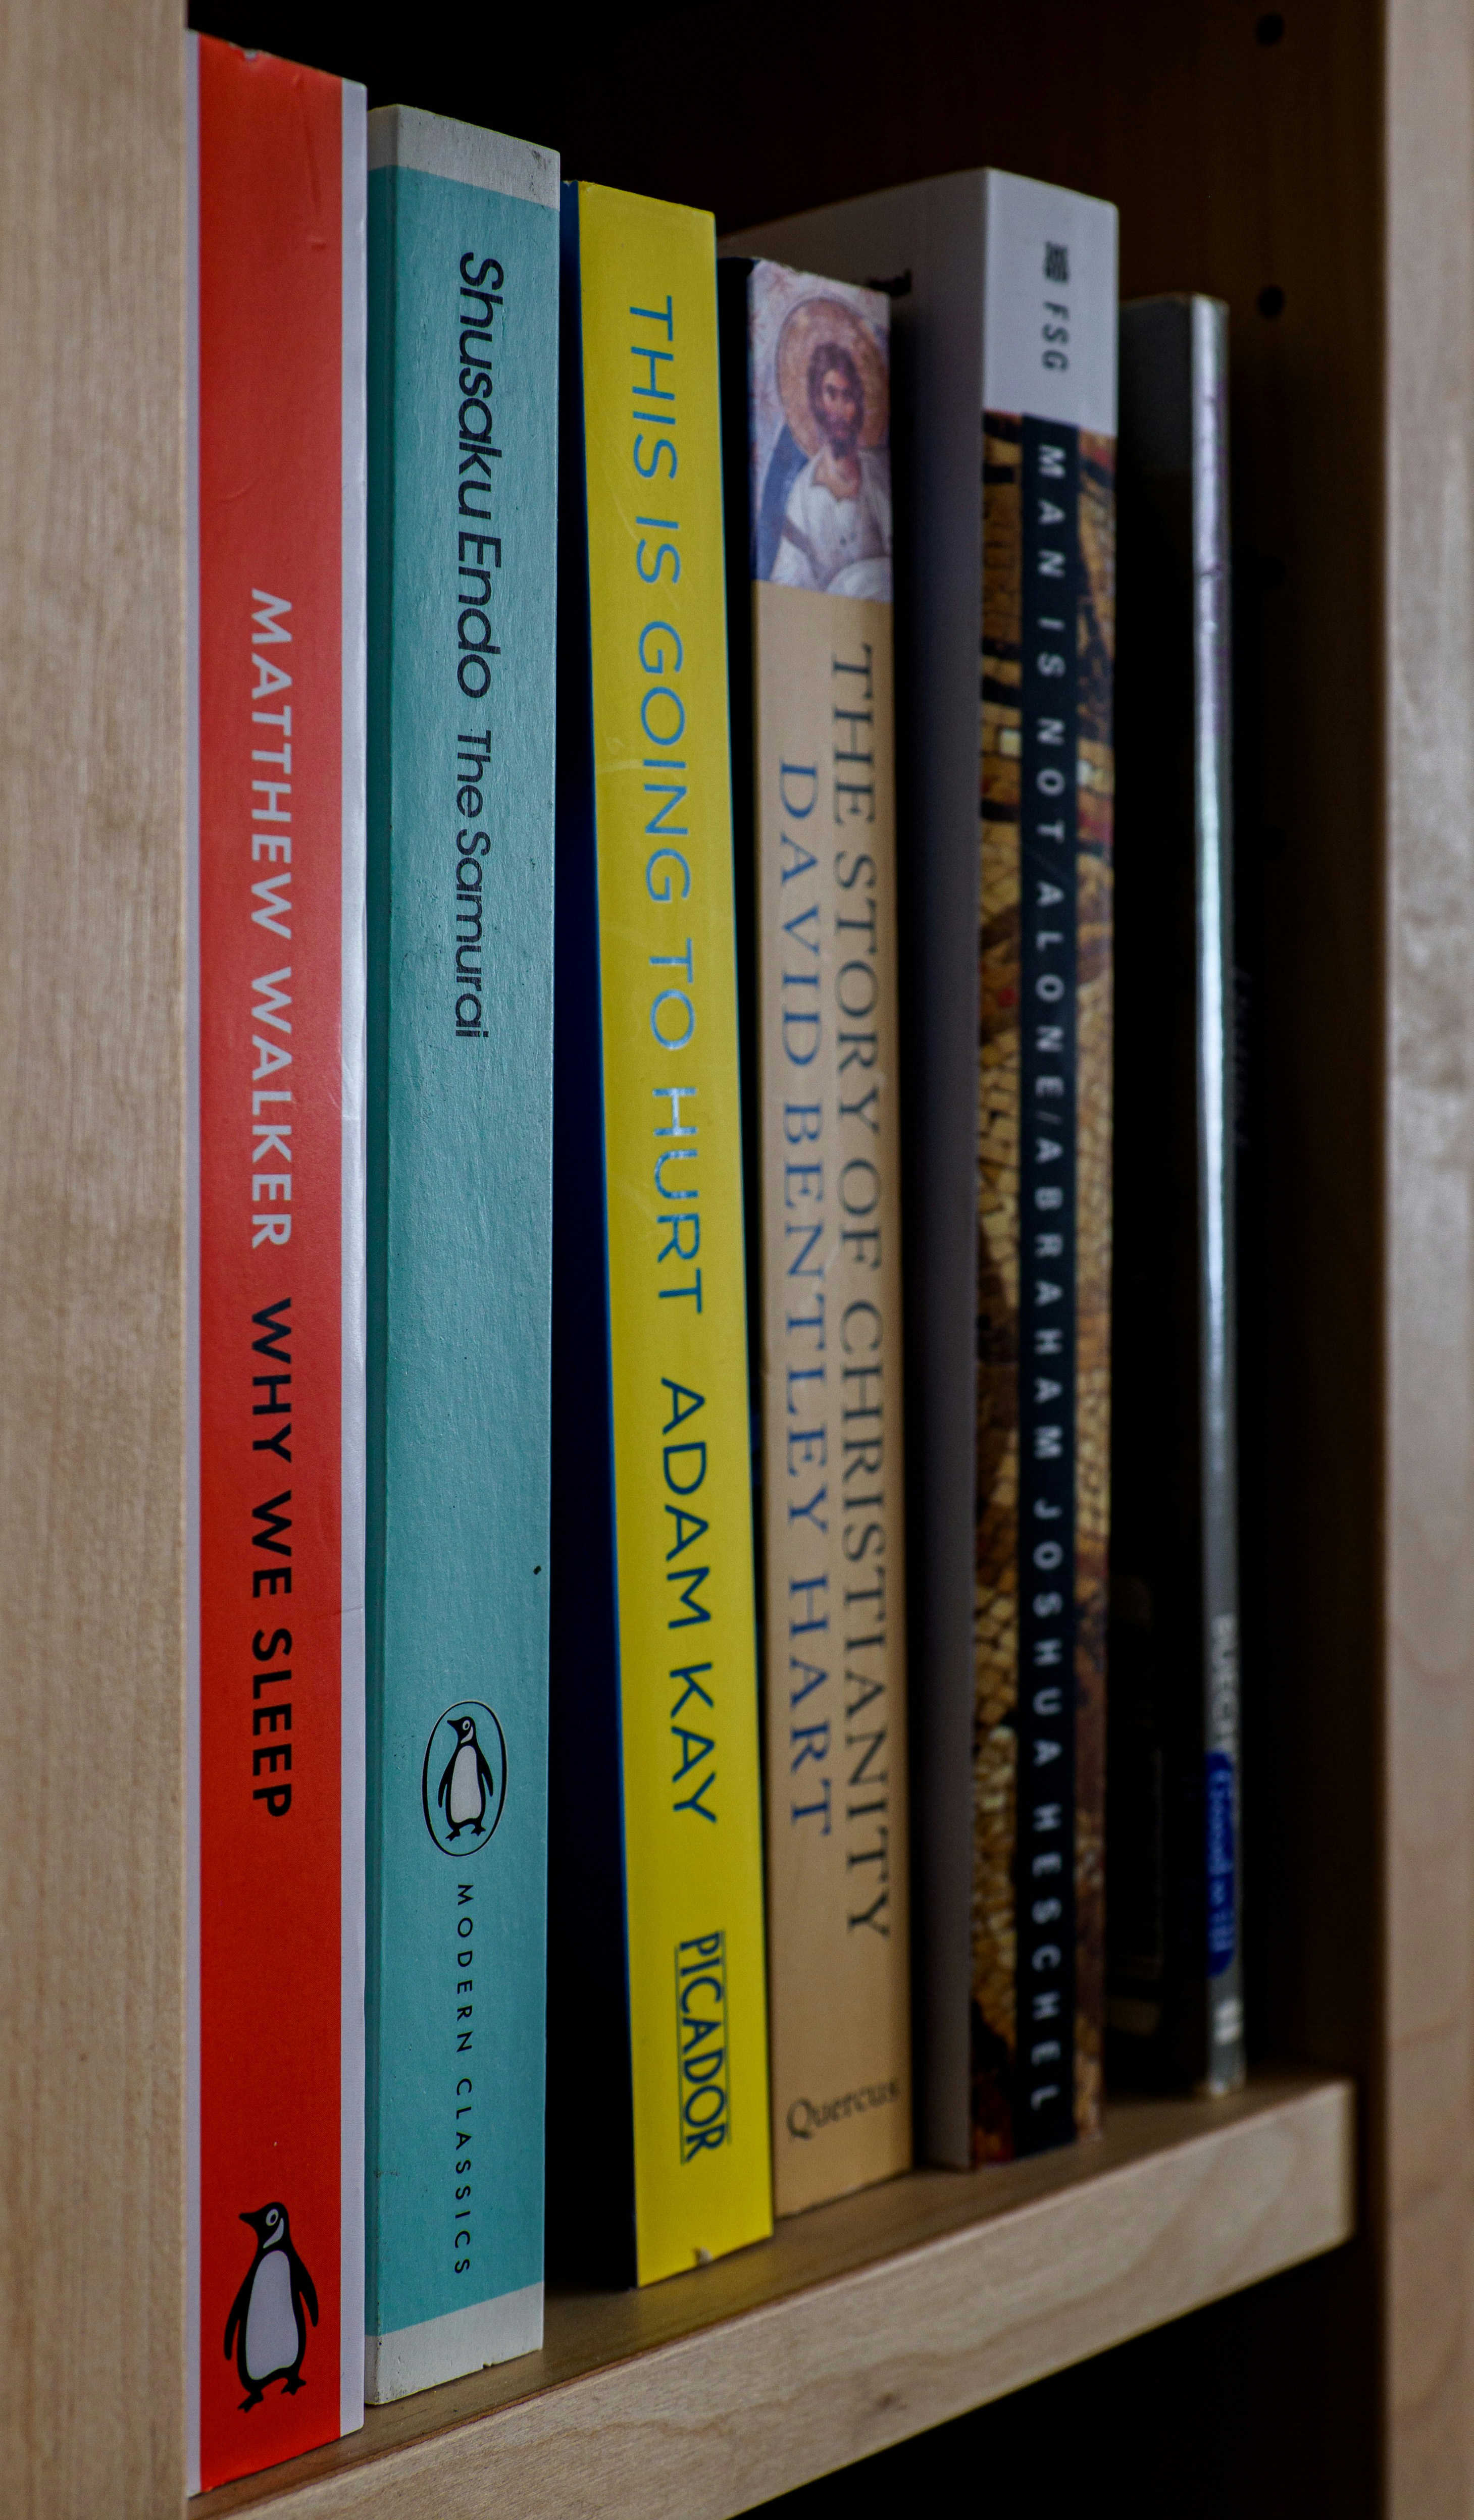 MATTHEW WALKER WHY WE SLEEP
Shusaku Endo The Samurai
MODERN CLASSICS
THIS IS GOING TO HURT ADAM KAY
PICADOR
THE STORY OF CHRISTIANITY
DAVID BENTLEY HART
Quercus
FSG
MAN IS NOT ALONE/ABRAHAM JOSHUA HESCHEL